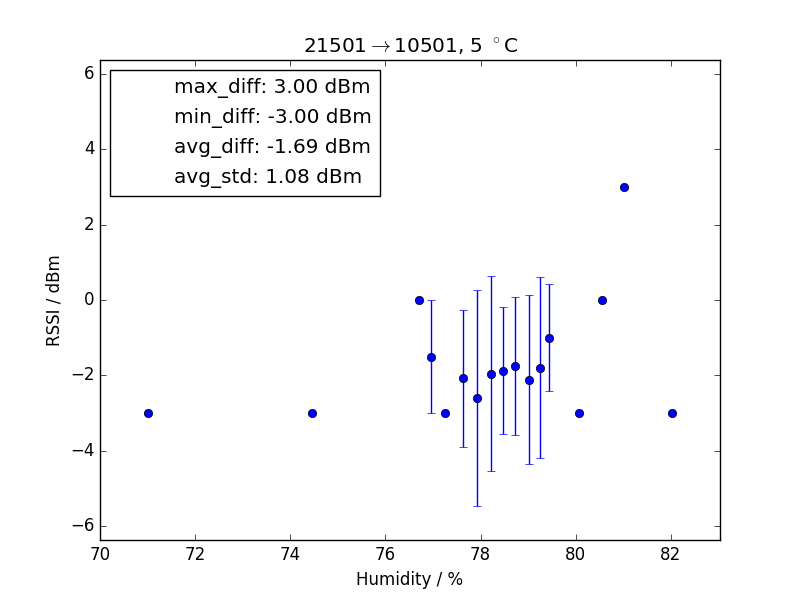 21501→10501, 5 °C
max_diff: 3.00 dBm
min_diff: -3.00 dBm
avg_diff: -1.69 dBm
avg_std: 1.08 dBm
6
4
2
0
−2
−4
−6
RSSI / dBm
70 72 74 76 78 80 82
Humidity / %